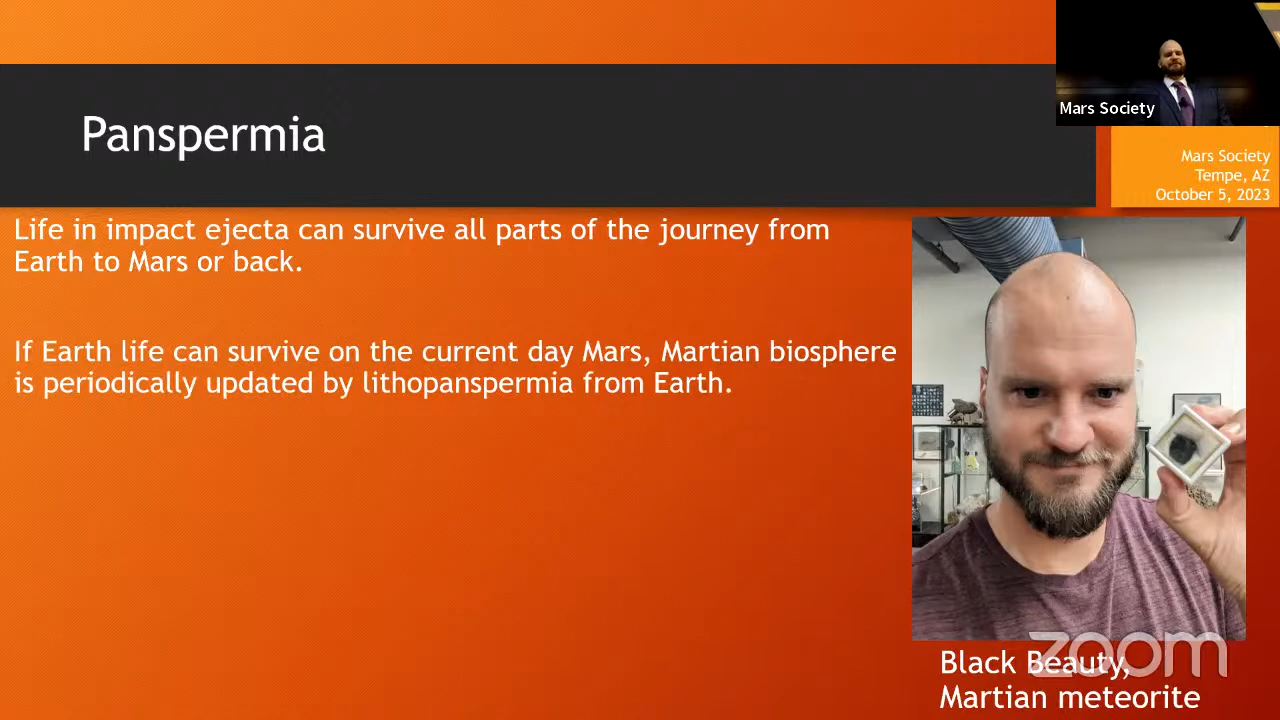 Panspermia
Mars Society
Mars Society
Tempe, AZ
October 5, 2023
Life in impact ejecta can survive all parts of the journey from
Earth to Mars or back.
If Earth life can survive on the current day Mars, Martian biosphere
is periodically updated by lithopanspermia from Earth.
zoom
Black Beauty,
Martian meteorite